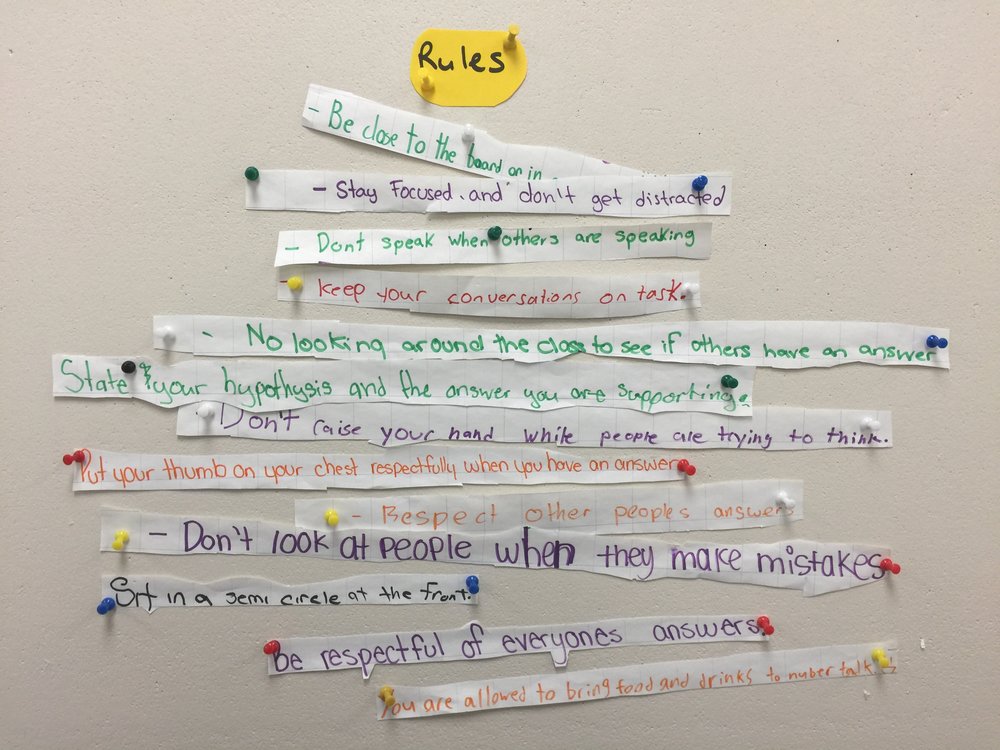 Rules
- Be close to the board or in
- Stay Focused and don't get distracted
- Dont speak when others are speaking
- Keep your conversations on task.
- No looking around the class to see if others have an answer
State your hypothysis and the answer you are supporting.
Don't raise your hand while people are trying to think.
Put your thumb on your chest respectfully when you have an answer
- Respect other peoples answers
- Don't look at people when they make mistakes
Sit in a semi circle at the front.
Be respectful of everyones answers.
You are allowed to bring food and drinks to nuber talk.